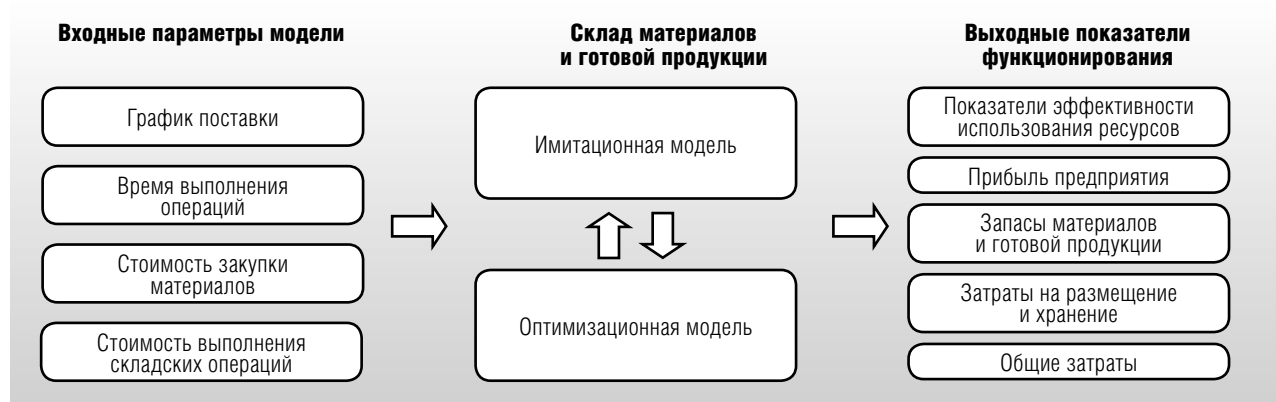 Входные параметры модели
График поставки
Время выполнения
операций
Стоимость закупки
материалов
Стоимость выполнения
складских операций
Склад материалов
и готовой продукции
Имитационная модель
Оптимизационная модель
Выходные показатели
функционирования
Показатели эффективности
использования ресурсов
Прибыль предприятия
Запасы материалов
и готовой продукции
Затраты на размещение
и хранение
Общие затраты